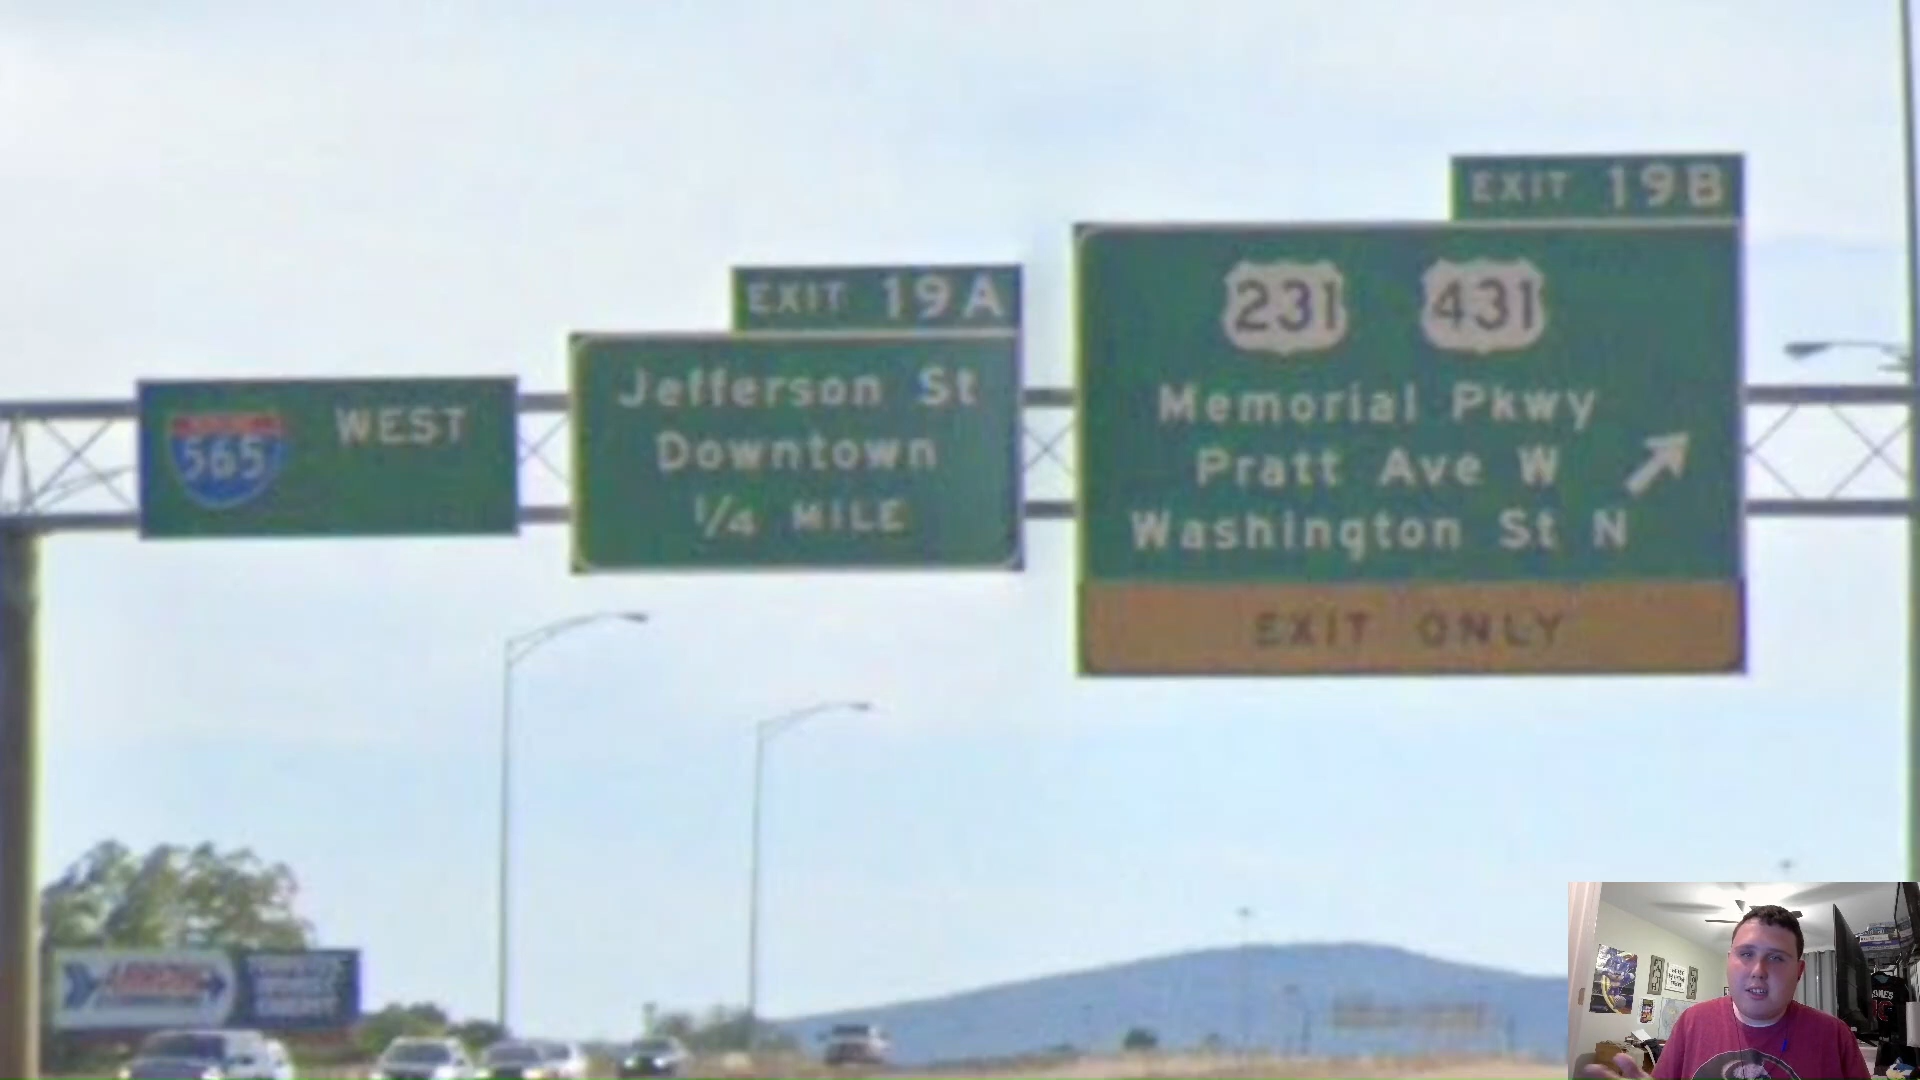 565 WEST
EXIT 19A
Jefferson St
Downtown
1/4 MILE
EXIT 19B
231 431
Memorial Pkwy
Pratt Ave W
Washington St N
EXIT ONLY